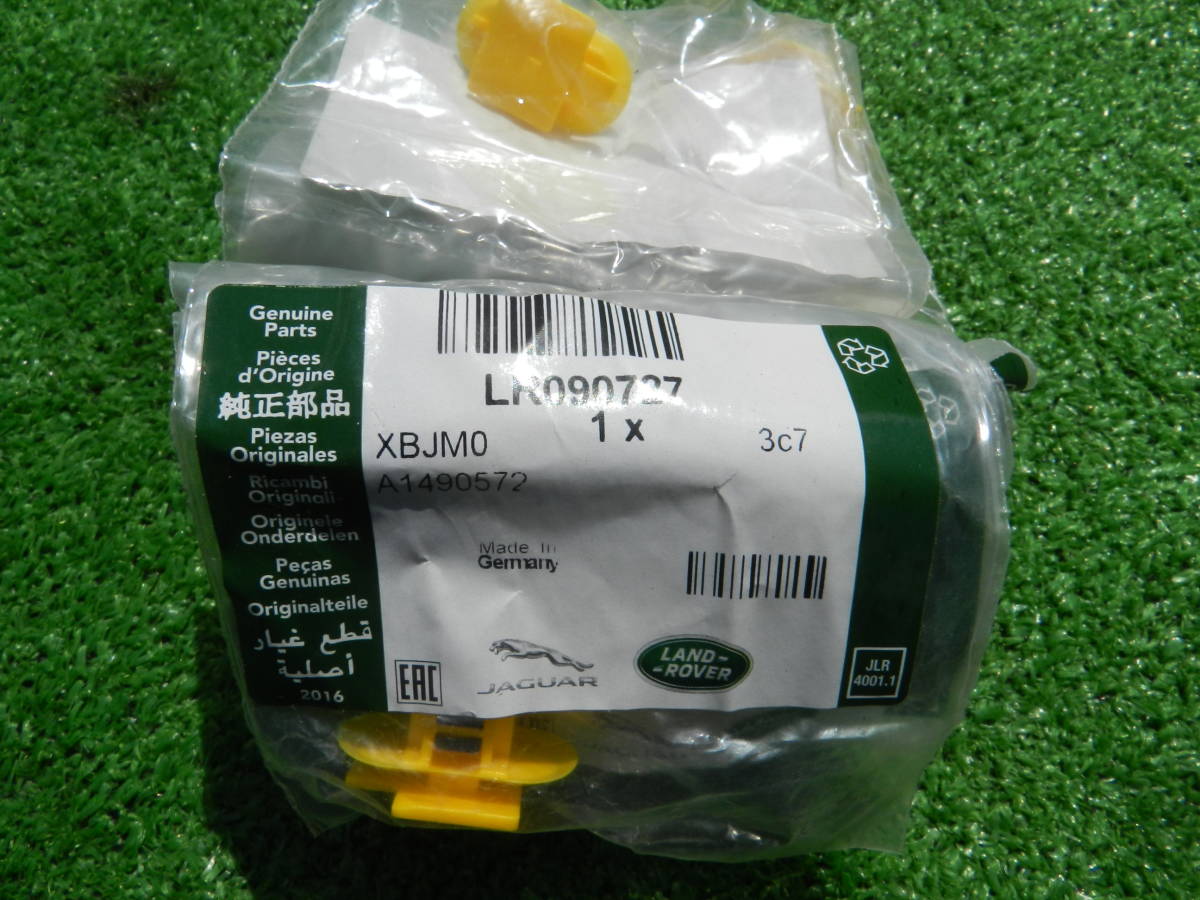 Genuine
Parts
Pièces
d'Origine
純正部品
Piezas
Originales
Ricambi
Originali
Originele
Onderdelen
Peças
Genuinas
Originalteile
قطع غيار
أصلية
2016
LR090727
1 x
XBJM0
3c7
A1490572
Made In
Germany
EAC
JAGUAR
LAND-
-ROVER
JLR
4001.1